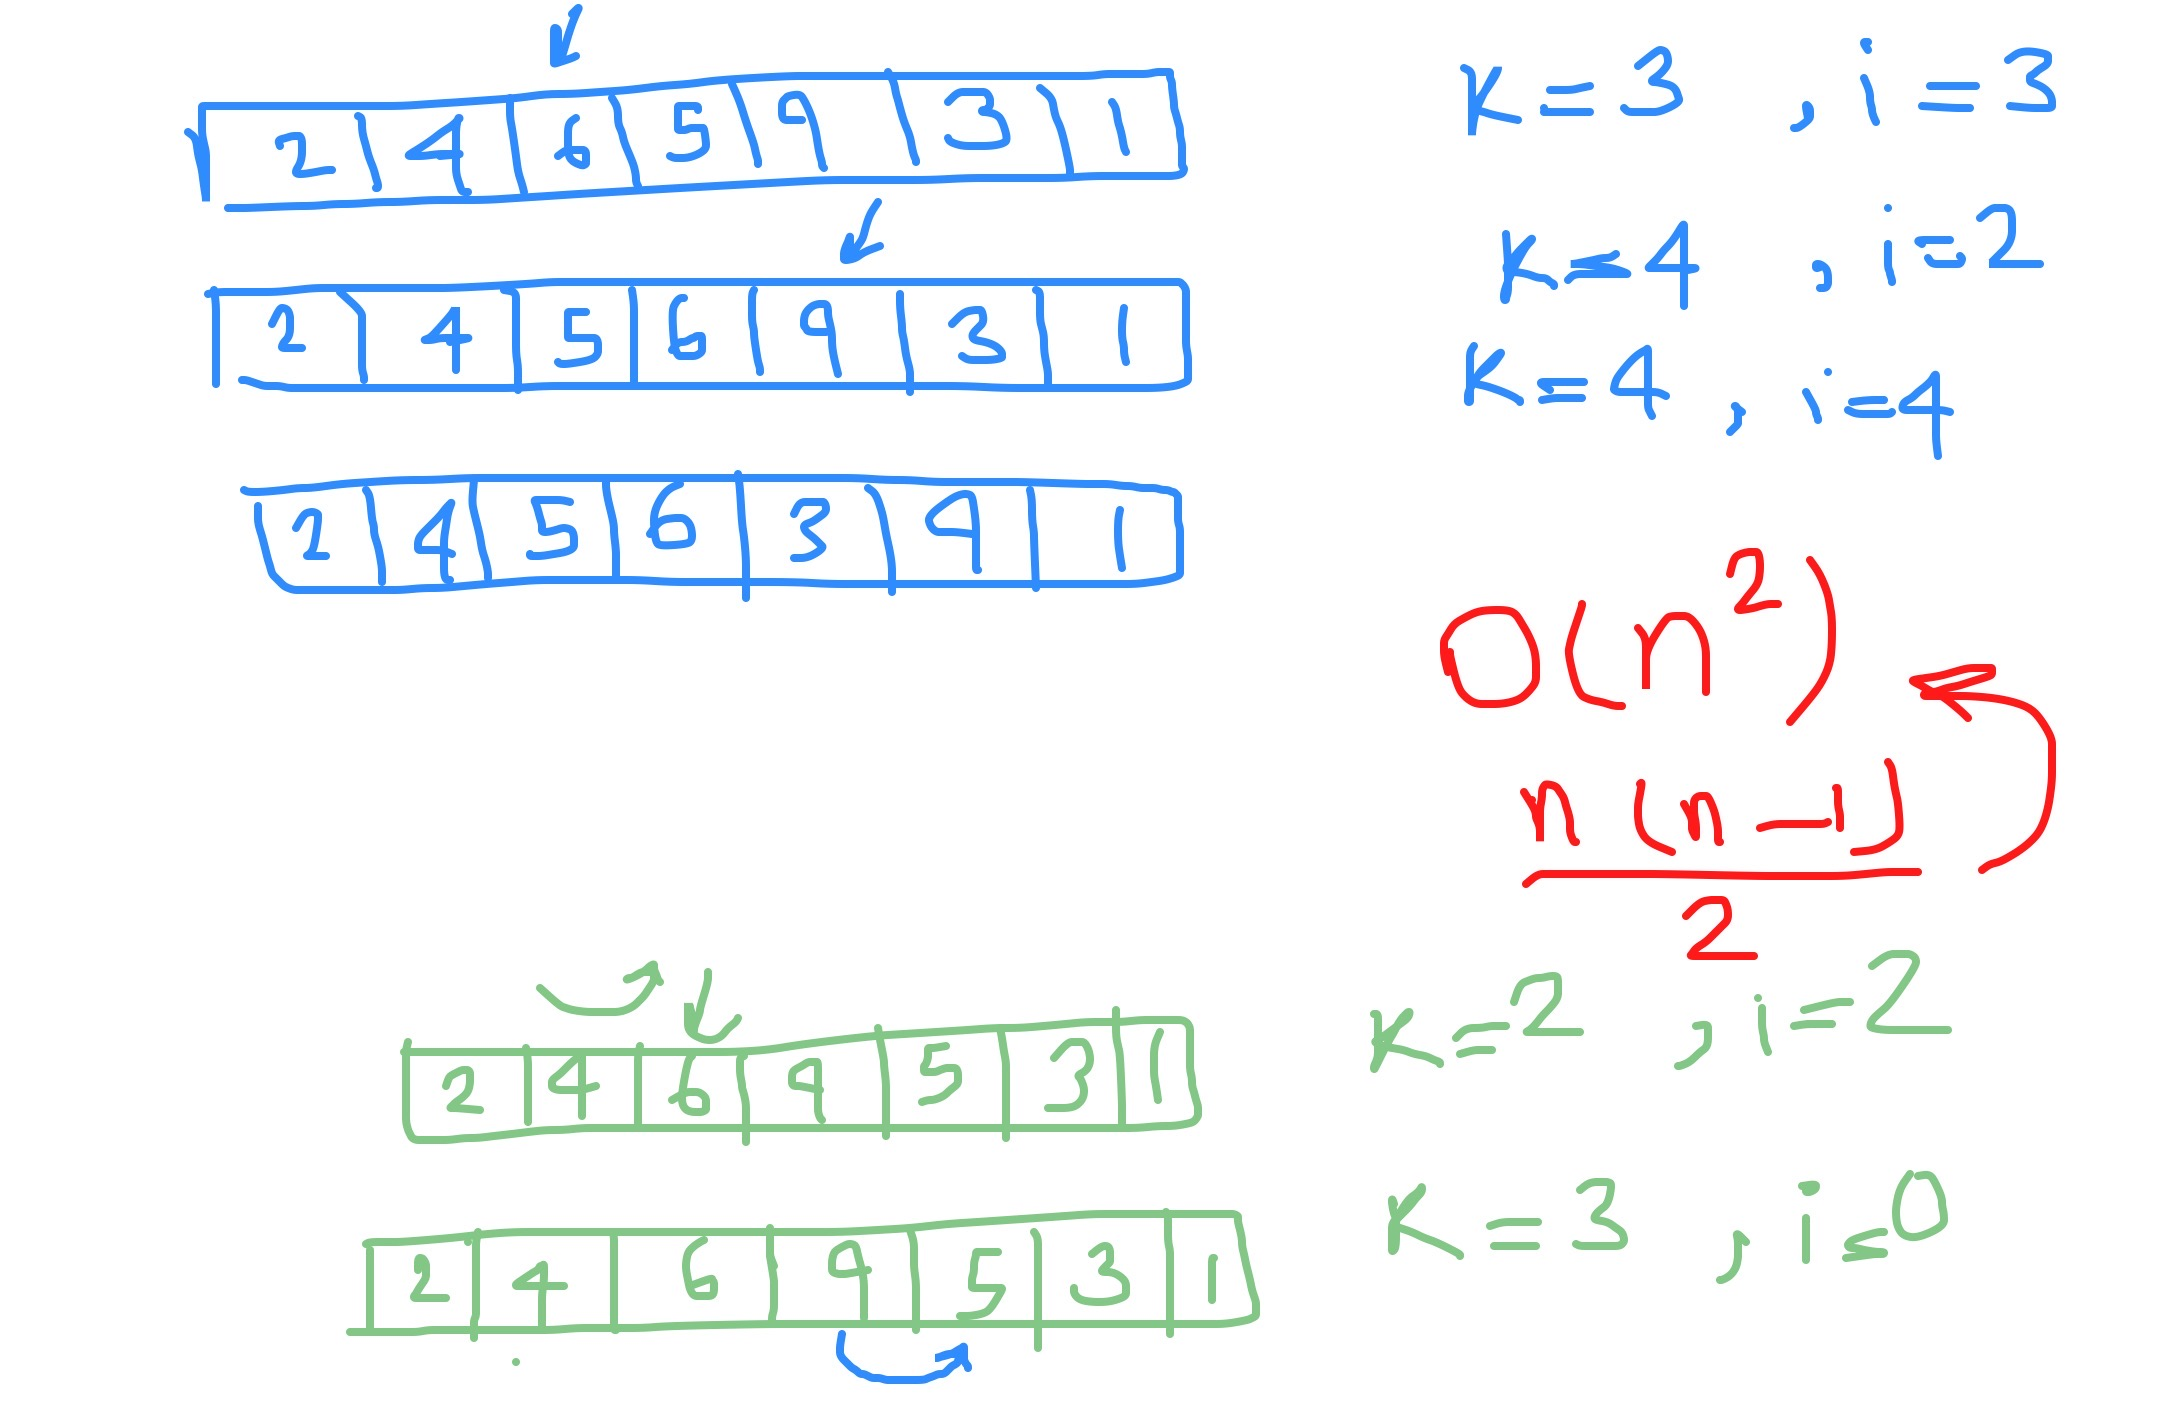 2 4 6 5 9 3 1
K = 3 , i = 3
2 4 5 6 9 3 1
K = 4 , i = 2
K = 4 , i = 4
2 4 5 6 3 9 1
O(n²)
n (n - 1)
2
2 4 6 9 5 3 1
K = 2 , i = 2
2 4 6 9 5 3 1
K = 3 , i = 0